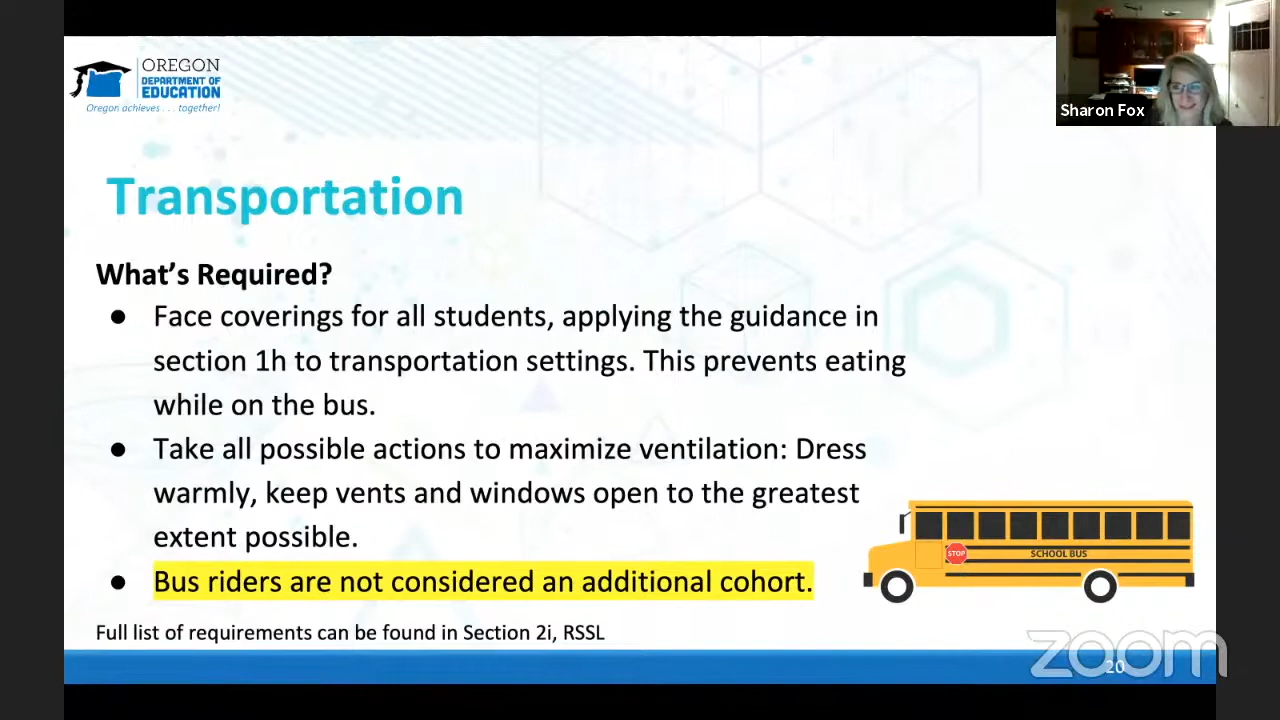 OREGON
DEPARTMENT OF
EDUCATION
Oregon achieves . . . together!
Sharon Fox
Transportation
What's Required?
● Face coverings for all students, applying the guidance in
section 1h to transportation settings. This prevents eating
while on the bus.
● Take all possible actions to maximize ventilation: Dress
warmly, keep vents and windows open to the greatest
extent possible.
● Bus riders are not considered an additional cohort.
STOP
SCHOOL BUS
Full list of requirements can be found in Section 2i, RSSL
20
zoom